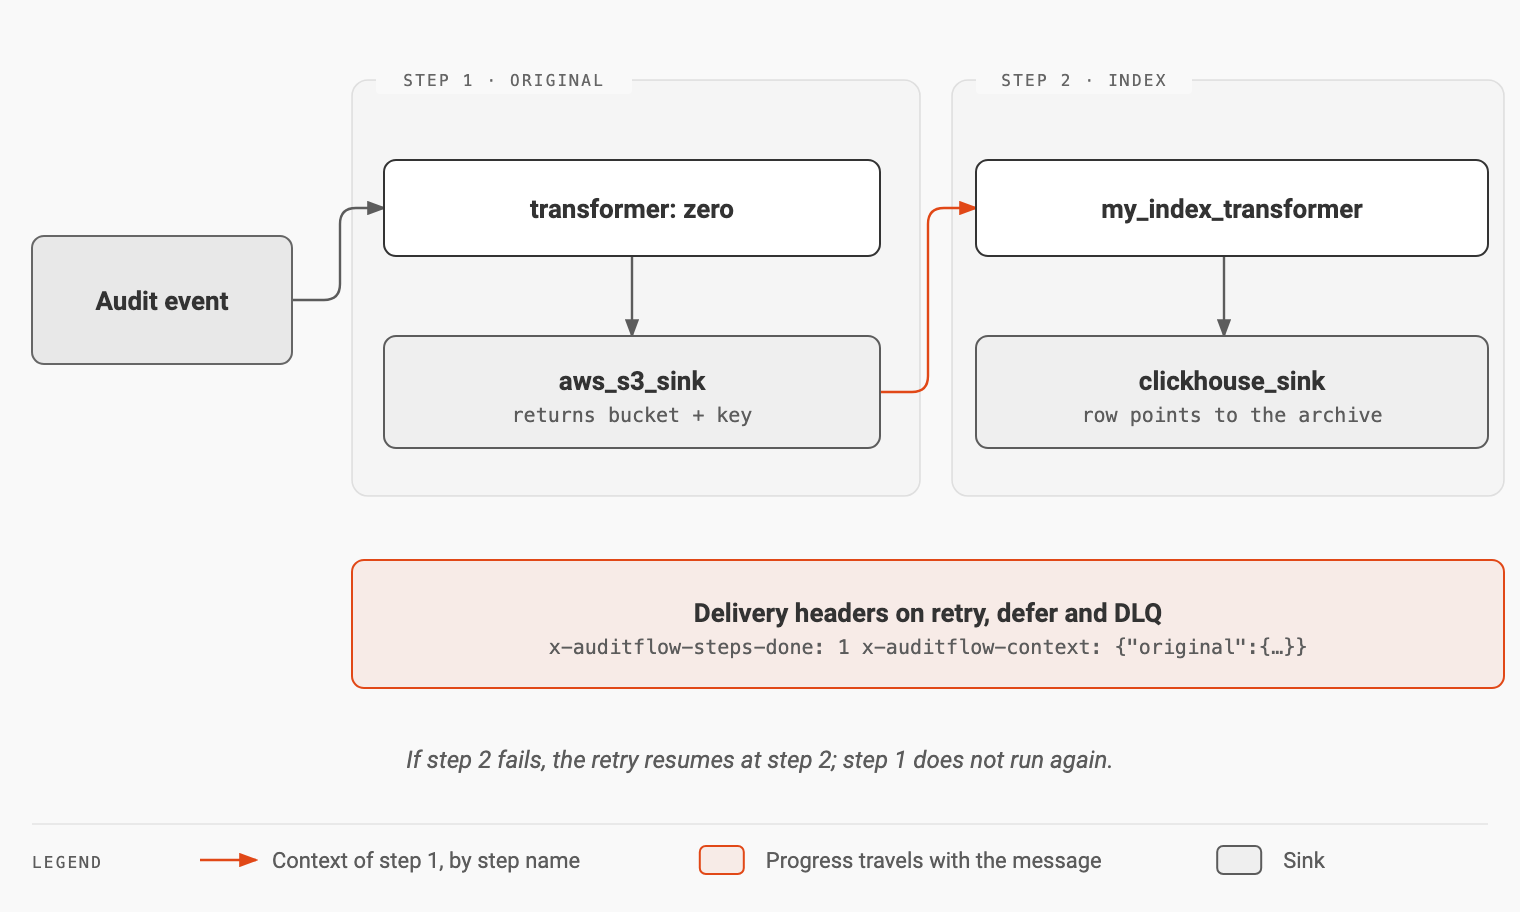 STEP 1 · ORIGINAL
STEP 2 · INDEX
transformer: zero
my_index_transformer
Audit event
aws_s3_sink
returns bucket + key
clickhouse_sink
row points to the archive
Delivery headers on retry, defer and DLQ
x-auditflow-steps-done: 1 x-auditflow-context: {"original":{…}}
If step 2 fails, the retry resumes at step 2; step 1 does not run again.
LEGEND
Context of step 1, by step name
Progress travels with the message
Sink